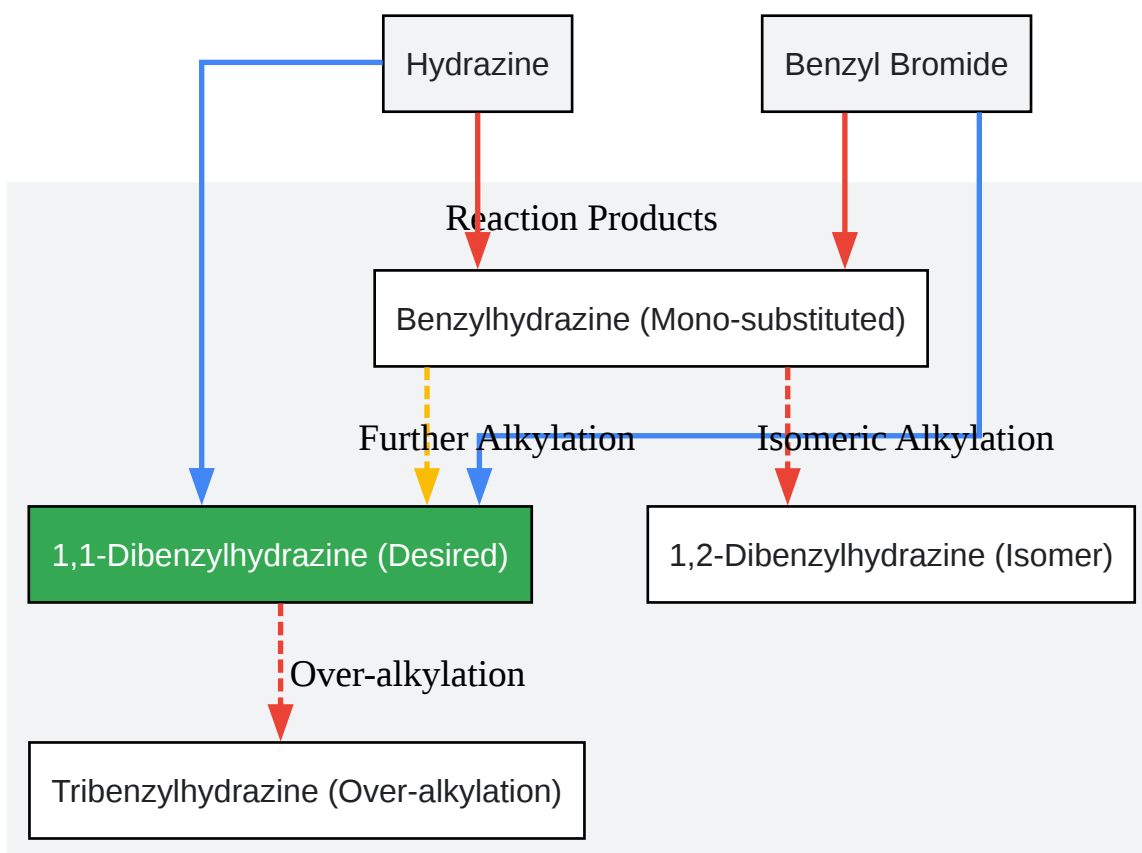 Hydrazine
Benzyl Bromide
Reaction Products
Benzylhydrazine (Mono-substituted)
Further Alkylation
Isomeric Alkylation
1,1-Dibenzylhydrazine (Desired)
1,2-Dibenzylhydrazine (Isomer)
Over-alkylation
Tribenzylhydrazine (Over-alkylation)